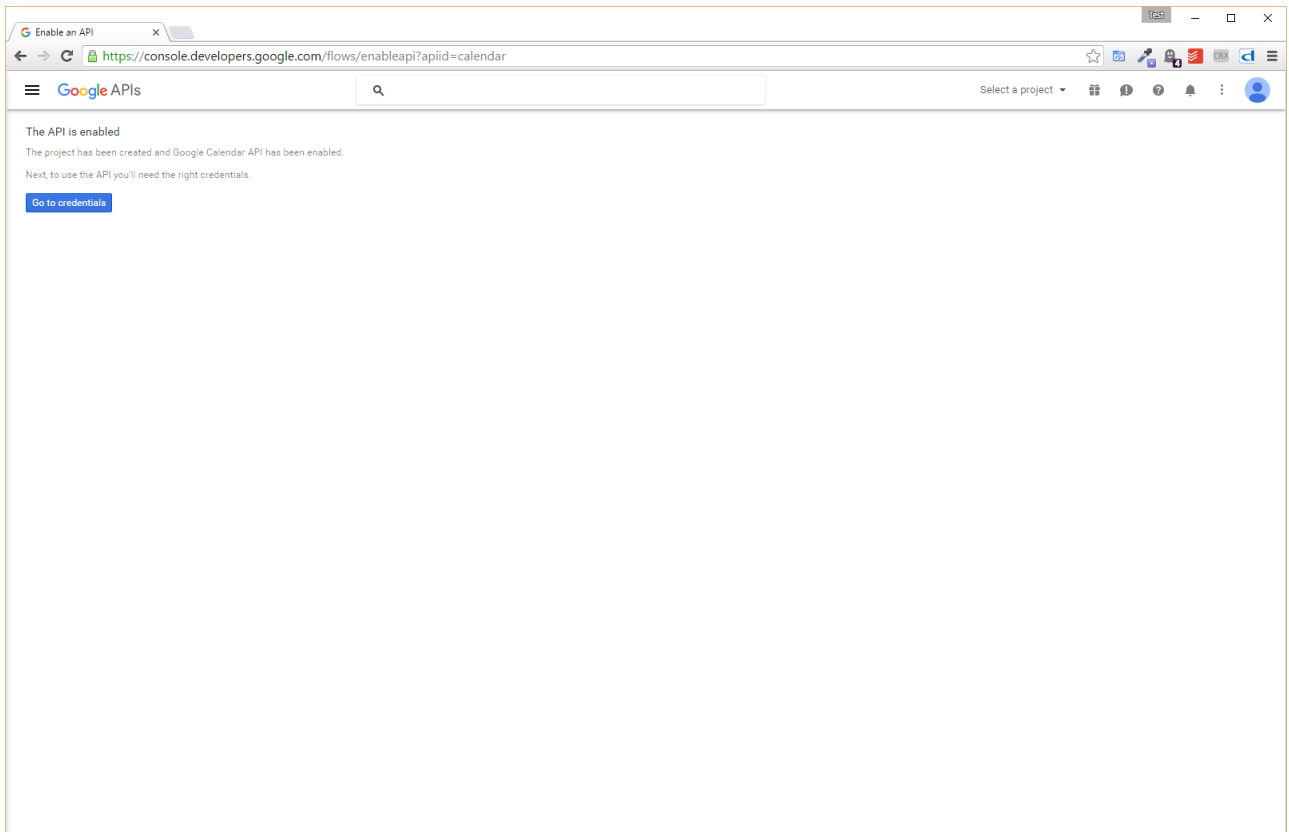 Test
Enable an API
https://console.developers.google.com/flows/enableapi?apiid=calendar
4
CRX
Google APIs
Select a project
The API is enabled
The project has been created and Google Calendar API has been enabled.
Next, to use the API you'll need the right credentials.
Go to credentials